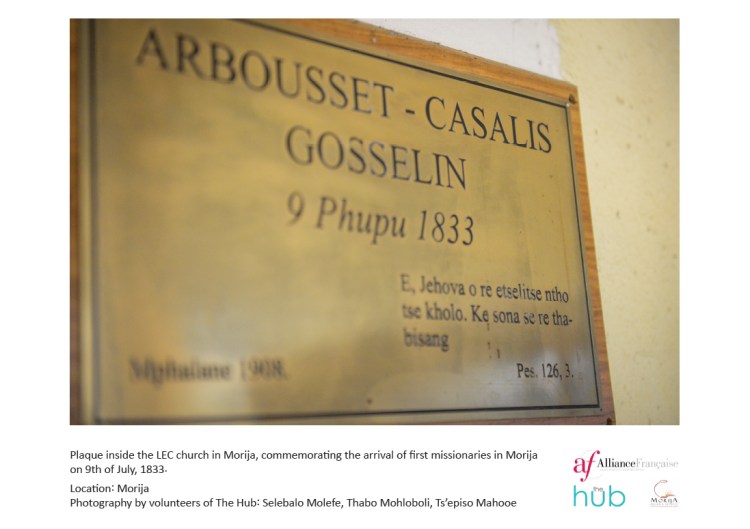 ARBOUSSET - CASALIS
GOSSELIN
9 Phupu 1833
E, Jehova o re etselitse ntho
tse kholo. Ke sona se re tha-
bisang
Pes. 126, 3.
Mphalane 1908.
Plaque inside the LEC church in Morija, commemorating the arrival of first missionaries in Morija
on 9th of July, 1833.
Location: Morija
Photography by volunteers of The Hub: Selebalo Molefe, Thabo Mohloboli, Ts'episo Mahooe
af AllianceFrançaise
the
hub
MORIJA